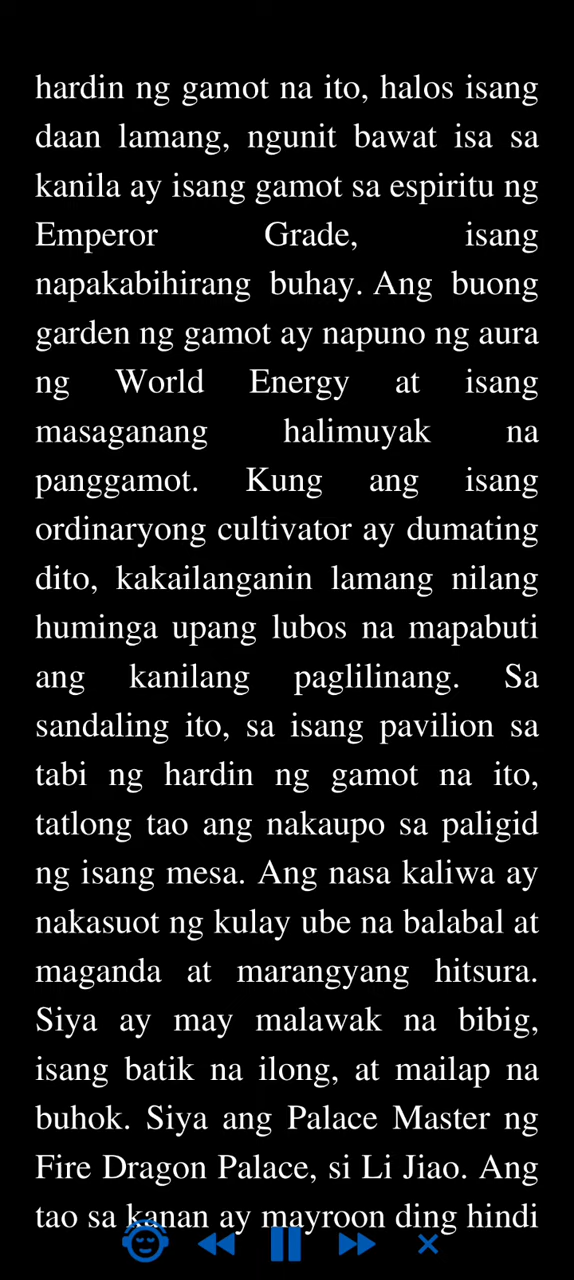 hardin ng gamot na ito, halos isang
daan lamang, ngunit bawat isa sa
kanila ay isang gamot sa espiritu ng
Emperor Grade, isang
napakabihirang buhay. Ang buong
garden ng gamot ay napuno ng aura
ng World Energy at isang
masaganang halimuyak na
panggamot. Kung ang isang
ordinaryong cultivator ay dumating
dito, kakailanganin lamang nilang
huminga upang lubos na mapabuti
ang kanilang paglilinang. Sa
sandaling ito, sa isang pavilion sa
tabi ng hardin ng gamot na ito,
tatlong tao ang nakaupo sa paligid
ng isang mesa. Ang nasa kaliwa ay
nakasuot ng kulay ube na balabal at
maganda at marangyang hitsura.
Siya ay may malawak na bibig,
isang batik na ilong, at mailap na
buhok. Siya ang Palace Master ng
Fire Dragon Palace, si Li Jiao. Ang
tao sa kanan ay mayroon ding hindi